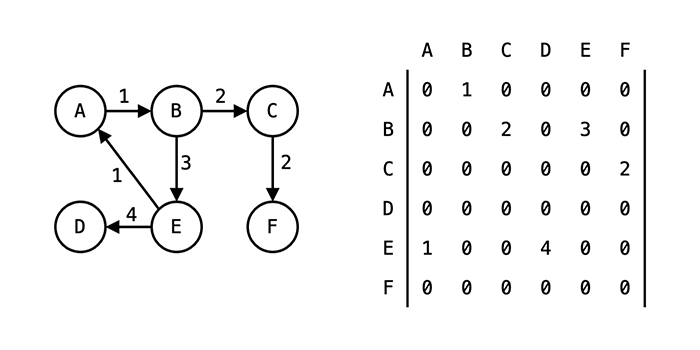 A 1 B 2 C
3 2
1
D 4 E F
A B C D E F
A 0 1 0 0 0 0
B 0 0 2 0 3 0
C 0 0 0 0 0 2
D 0 0 0 0 0 0
E 1 0 0 4 0 0
F 0 0 0 0 0 0